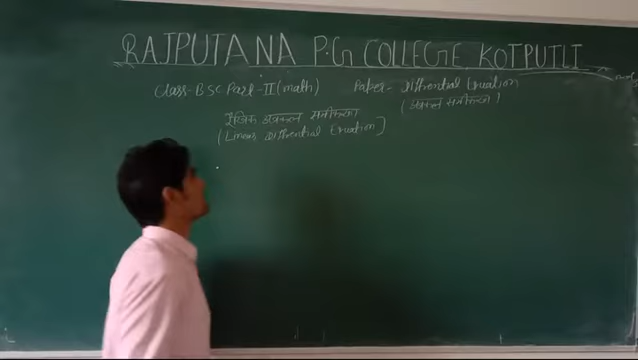 RAJPUTANA P.G COLLEGE, KOTPUTLI
Class- BSC Part-II (math) Paper- Differential Equation
(अवकल समीकरण)
रैखिक अवकल समीकरण
(Linear Differential Equation)